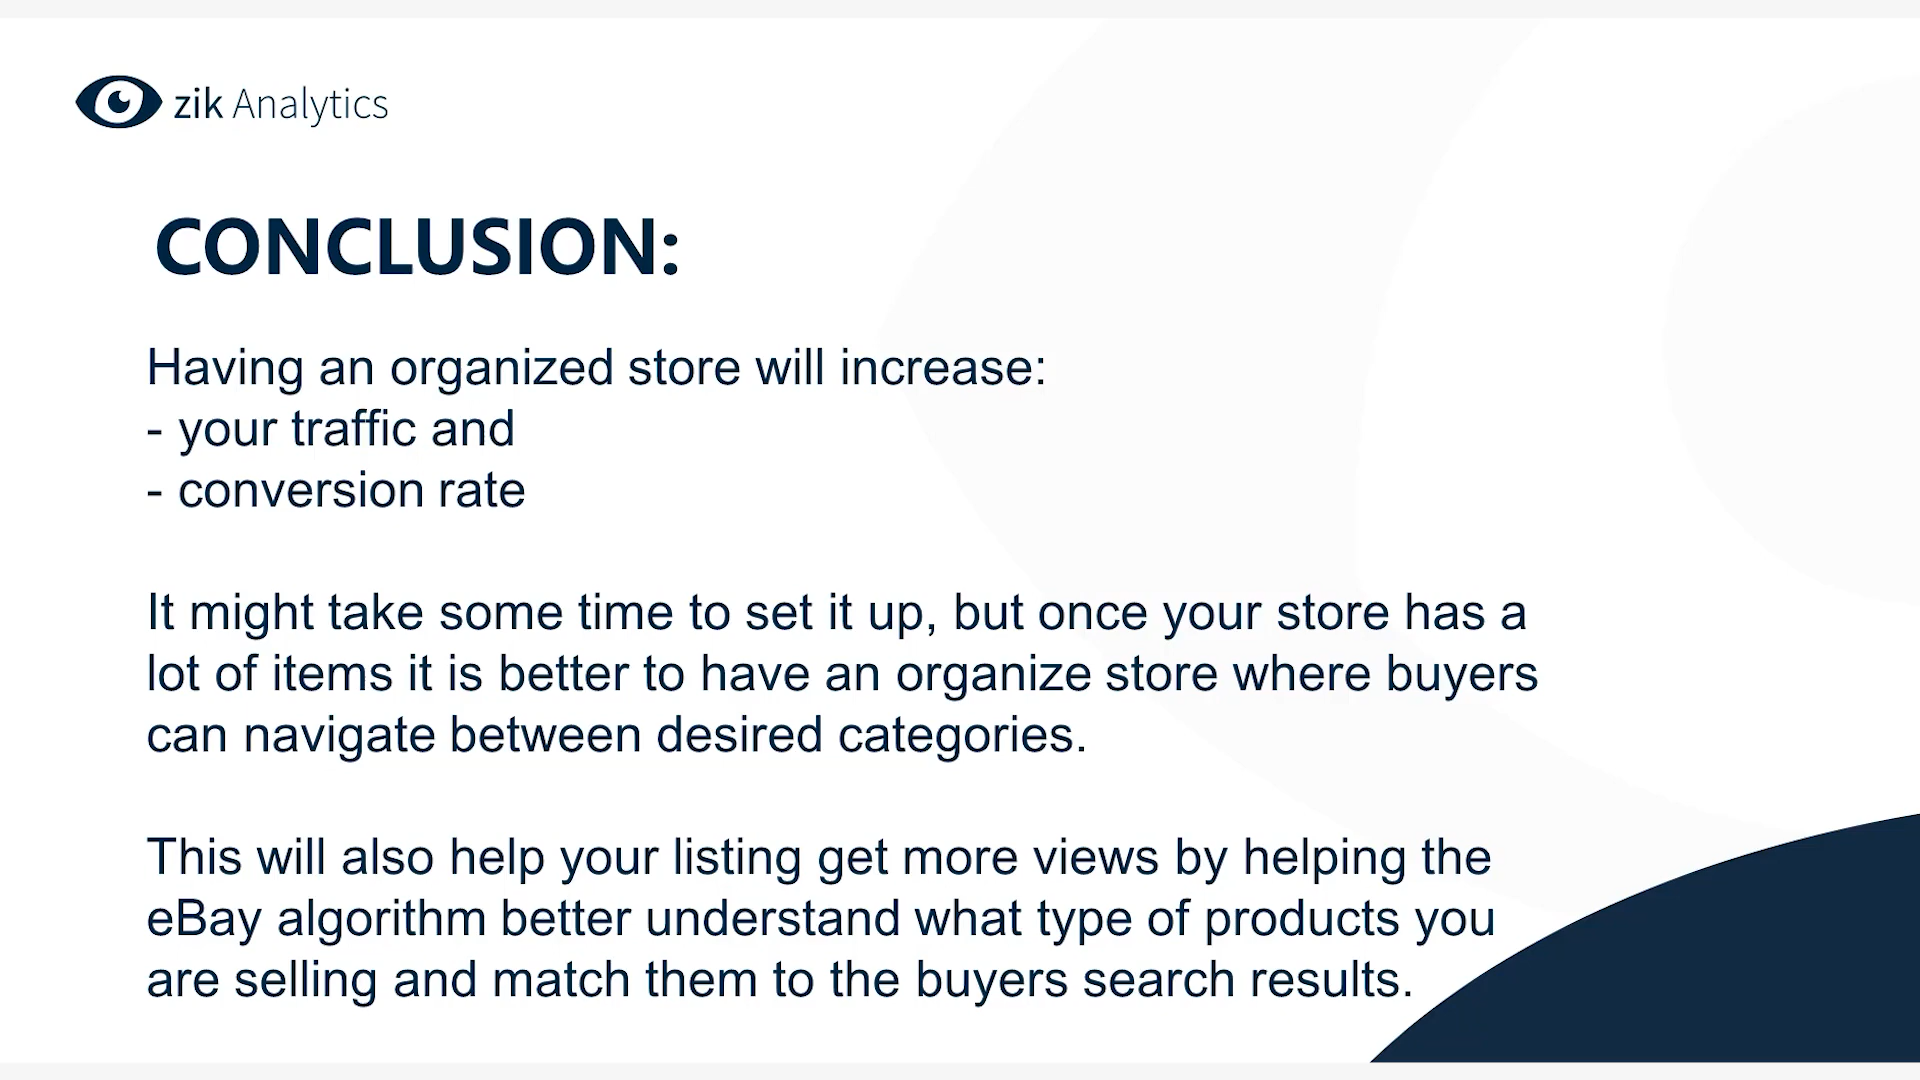 zik Analytics
CONCLUSION:
Having an organized store will increase:
- your traffic and
- conversion rate
It might take some time to set it up, but once your store has a
lot of items it is better to have an organize store where buyers
can navigate between desired categories.
This will also help your listing get more views by helping the
eBay algorithm better understand what type of products you
are selling and match them to the buyers search results.